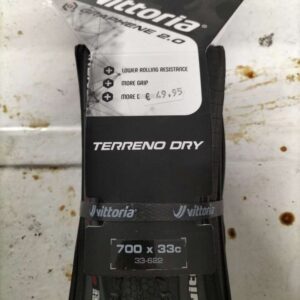 vittoria
GRAPHENE 2.0
LOWER ROLLING RESISTANCE
MORE GRIP
MORE
€ 49,95
TERRENO DRY
vittoria vittoria
700 x 33c
33-622